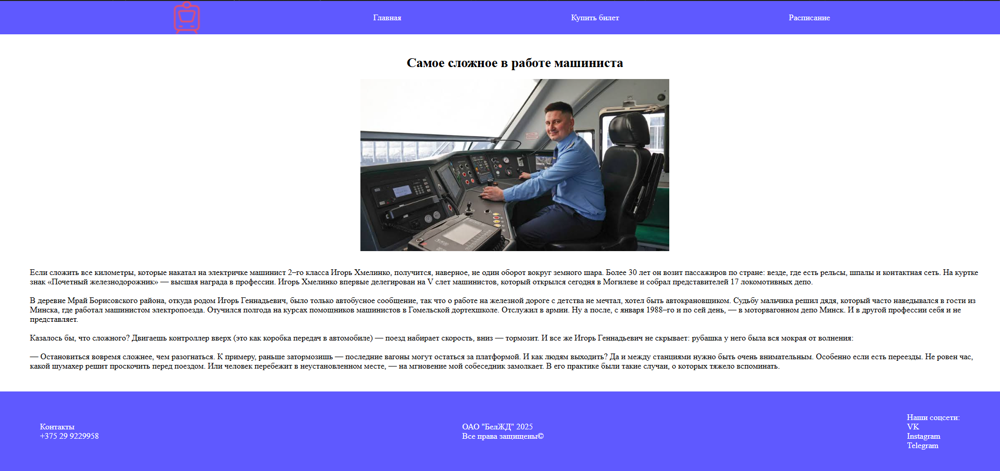 Главная
Купить билет
Расписание
Самое сложное в работе машиниста
Если сложить все километры, которые накатал на электричке машинист 2–го класса Игорь Хмелинко, получится, наверное, не один оборот вокруг земного шара. Более 30 лет он возит пассажиров по стране: везде, где есть рельсы, шпалы и контактная сеть. На куртке
знак «Почетный железнодорожник» — высшая награда в профессии. Игорь Хмелинко впервые делегирован на V слет машинистов, который открылся сегодня в Могилеве и собрал представителей 17 локомотивных депо.
В деревне Мрай Борисовского района, откуда родом Игорь Геннадьевич, было только автобусное сообщение, так что о работе на железной дороге с детства не мечтал, хотел быть автокрановщиком. Судьбу мальчика решил дядя, который часто наведывался в гости из
Минска, где работал машинистом электропоезда. Отучился полгода на курсах помощников машинистов в Гомельской дортехшколе. Отслужил в армии. Ну а после, с января 1988–го и по сей день, — в моторвагонном депо Минск. И в другой профессии себя и не
представляет.
Казалось бы, что сложного? Двигаешь контроллер вверх (это как коробка передач в автомобиле) — поезд набирает скорость, вниз — тормозит. И все же Игорь Геннадьевич не скрывает: рубашка у него была вся мокрая от волнения:
— Остановиться вовремя сложнее, чем разогнаться. К примеру, раньше затормозишь — последние вагоны могут остаться за платформой. И как людям выходить? Да и между станциями нужно быть очень внимательным. Особенно если есть переезды. Не ровен час,
какой шумахер решит проскочить перед поездом. Или человек перебежит в неустановленном месте, — на мгновение мой собеседник замолкает. В его практике были такие случаи, о которых тяжело вспоминать.
Контакты
+375 29 9229958
ОАО "БелЖД" 2025
Все права защищены©
Наши соцсети:
VK
Instagram
Telegram